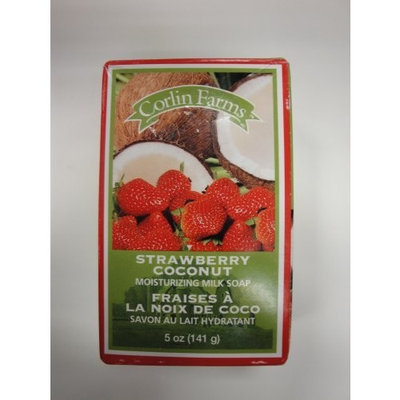 Corlin Farms
STRAWBERRY
COCONUT
MOISTURIZING MILK SOAP
FRAISES À
LA NOIX DE COCO
SAVON AU LAIT HYDRATANT
5 oz (141 g)